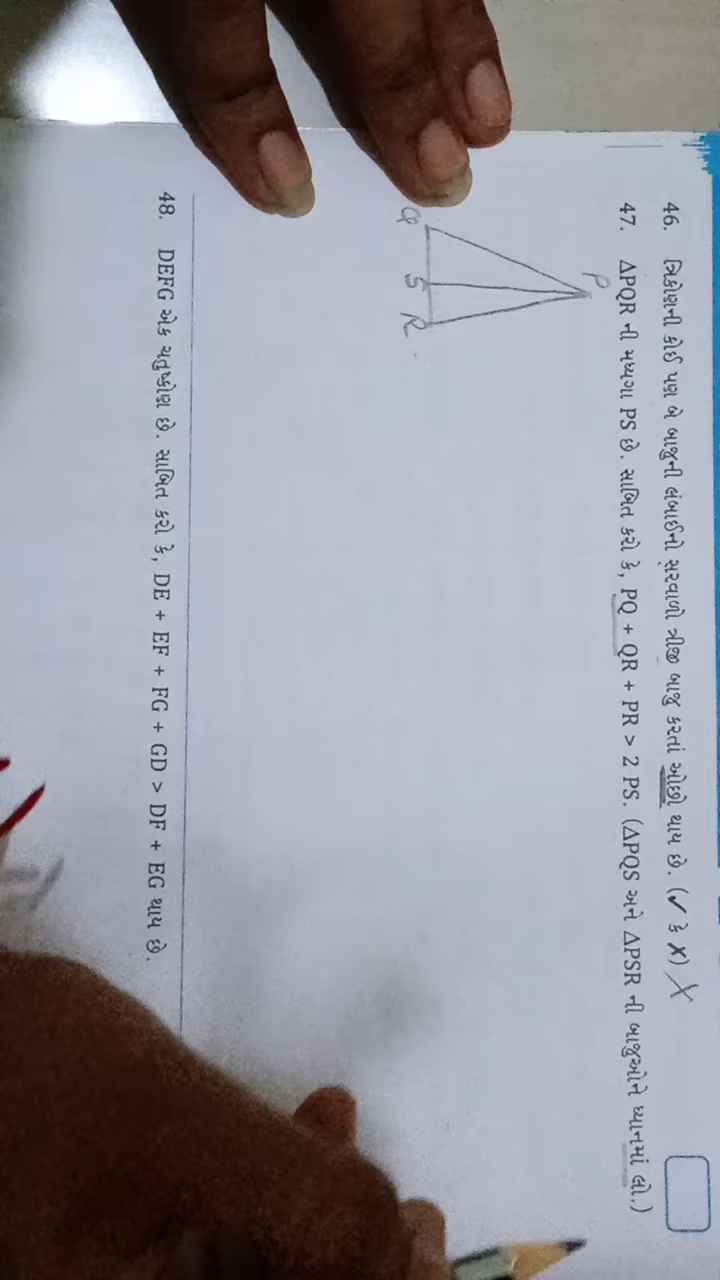 46. ત્રિકોણની કોઈ પણ બે બાજુની લંબાઈનો સરવાળો ત્રીજી બાજુ કરતાં ઓછો થાય છે. (✓ કે X) X
47. ΔPQR ની મધ્યગા PS છે. સાબિત કરો કે, PQ + QR + PR > 2 PS. (ΔPQS અને ΔPSR ની બાજુઓને ધ્યાનમાં લો.)
P
Q S R
48. DEFG એક ચતુષ્કોણ છે. સાબિત કરો કે, DE + EF + FG + GD > DF + EG થાય છે.